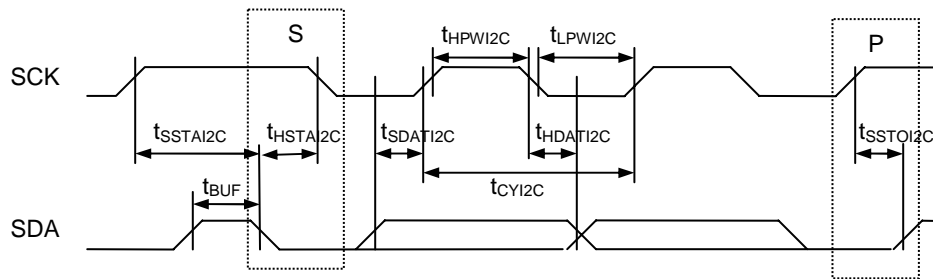 S
P
tHPWI2C
tLPWI2C
SCK
tSSTAI2C
tHSTAI2C
tSDATI2C
tHDATI2C
tSSTOI2C
tCYI2C
tBUF
SDA